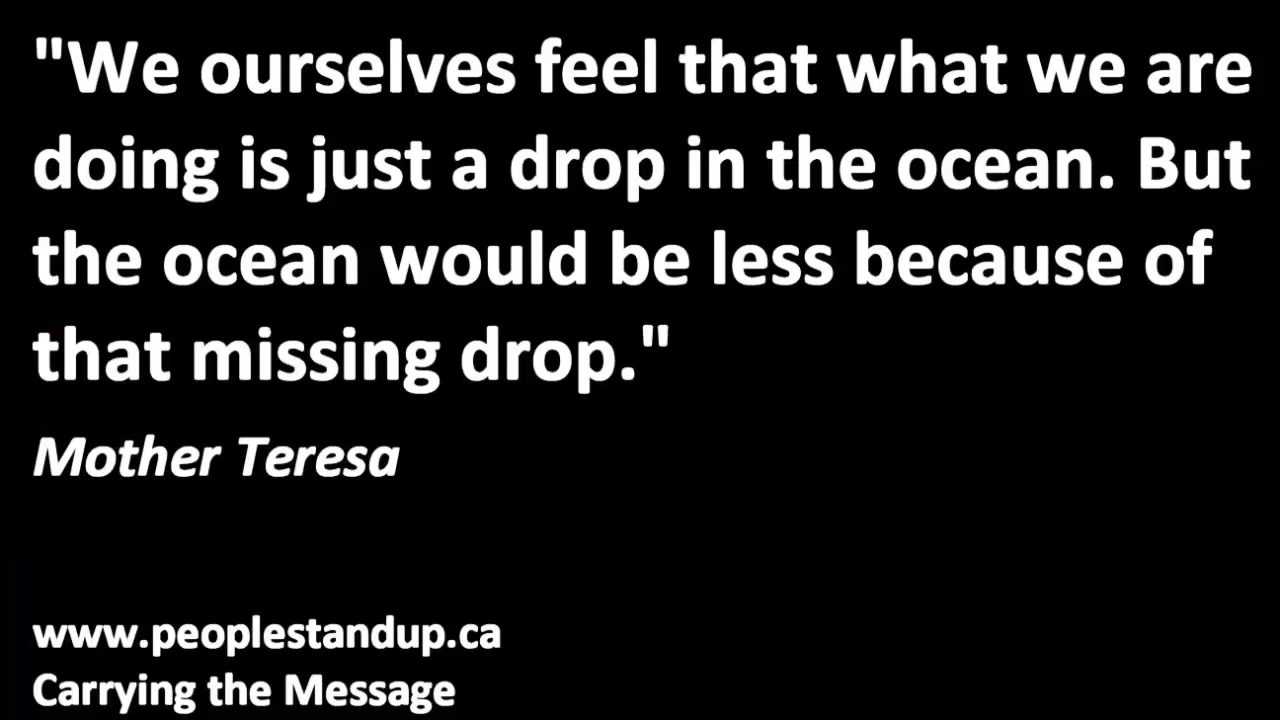 "We ourselves feel that what we are
doing is just a drop in the ocean. But
the ocean would be less because of
that missing drop."
Mother Teresa
www.peoplestandup.ca
Carrying the Message